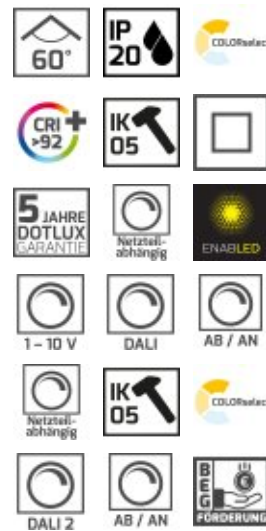 60°
IP
20
COLORselect
CRI +
>92
IK
05
5 JAHRE
DOTLUX
GARANTIE
Netzteil-
abhängig
ENABLED
1 – 10 V
DALI
AB / AN
Netzteil-
abhängig
IK
05
COLORselect
DALI 2
AB / AN
BEG
€
FÖRDERUNG